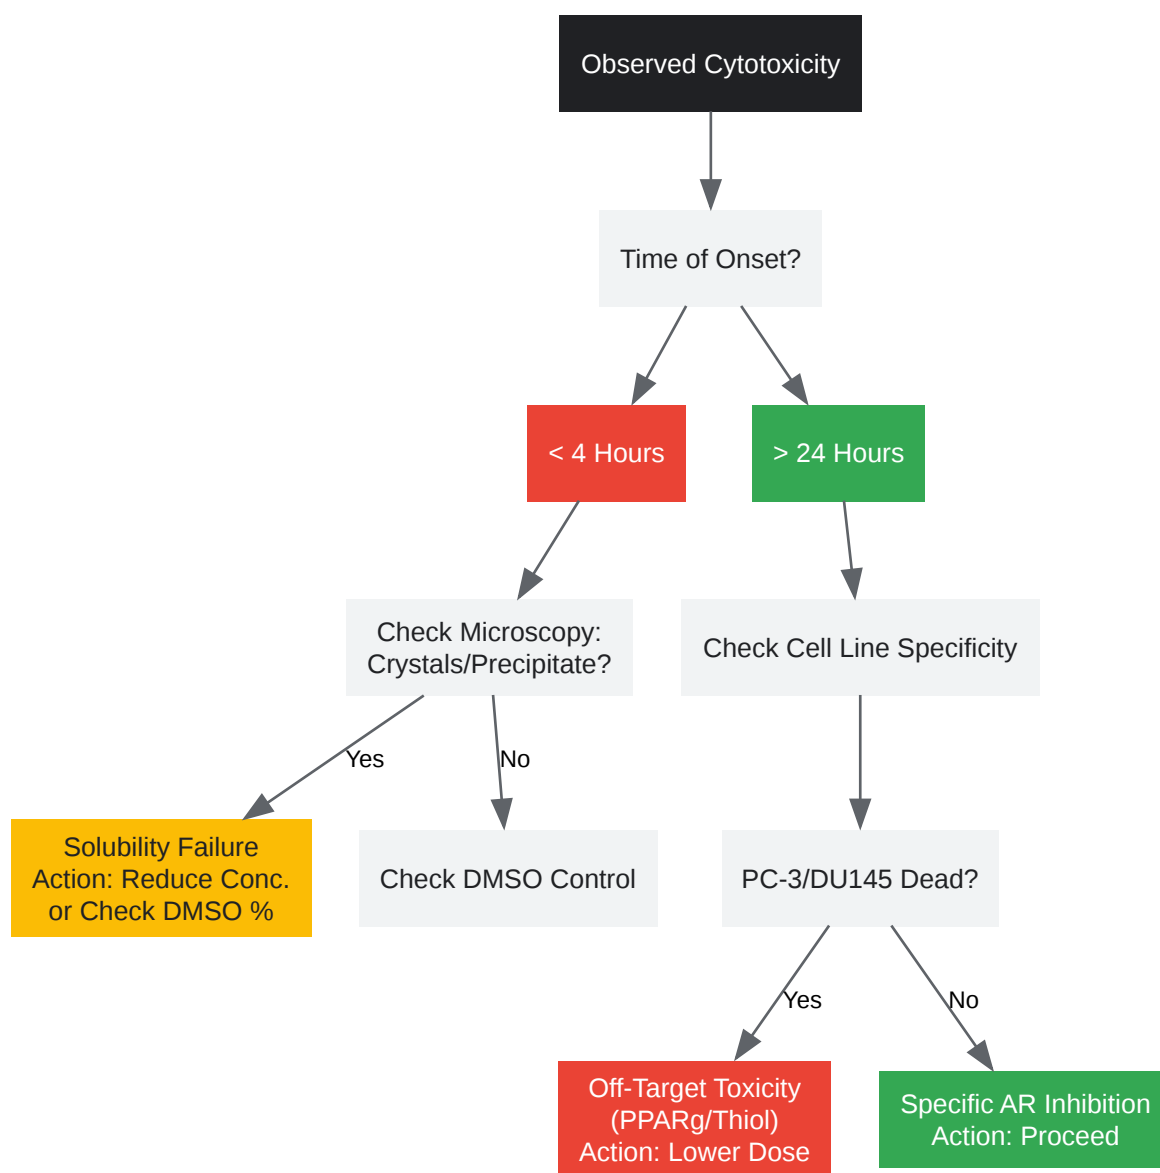 Observed Cytotoxicity
Time of Onset?
< 4 Hours
> 24 Hours
Check Microscopy:
Crystals/Precipitate?
Check Cell Line Specificity
Yes
No
Solubility Failure
Action: Reduce Conc.
or Check DMSO %
Check DMSO Control
PC-3/DU145 Dead?
Yes
No
Off-Target Toxicity
(PPARg/Thiol)
Action: Lower Dose
Specific AR Inhibition
Action: Proceed